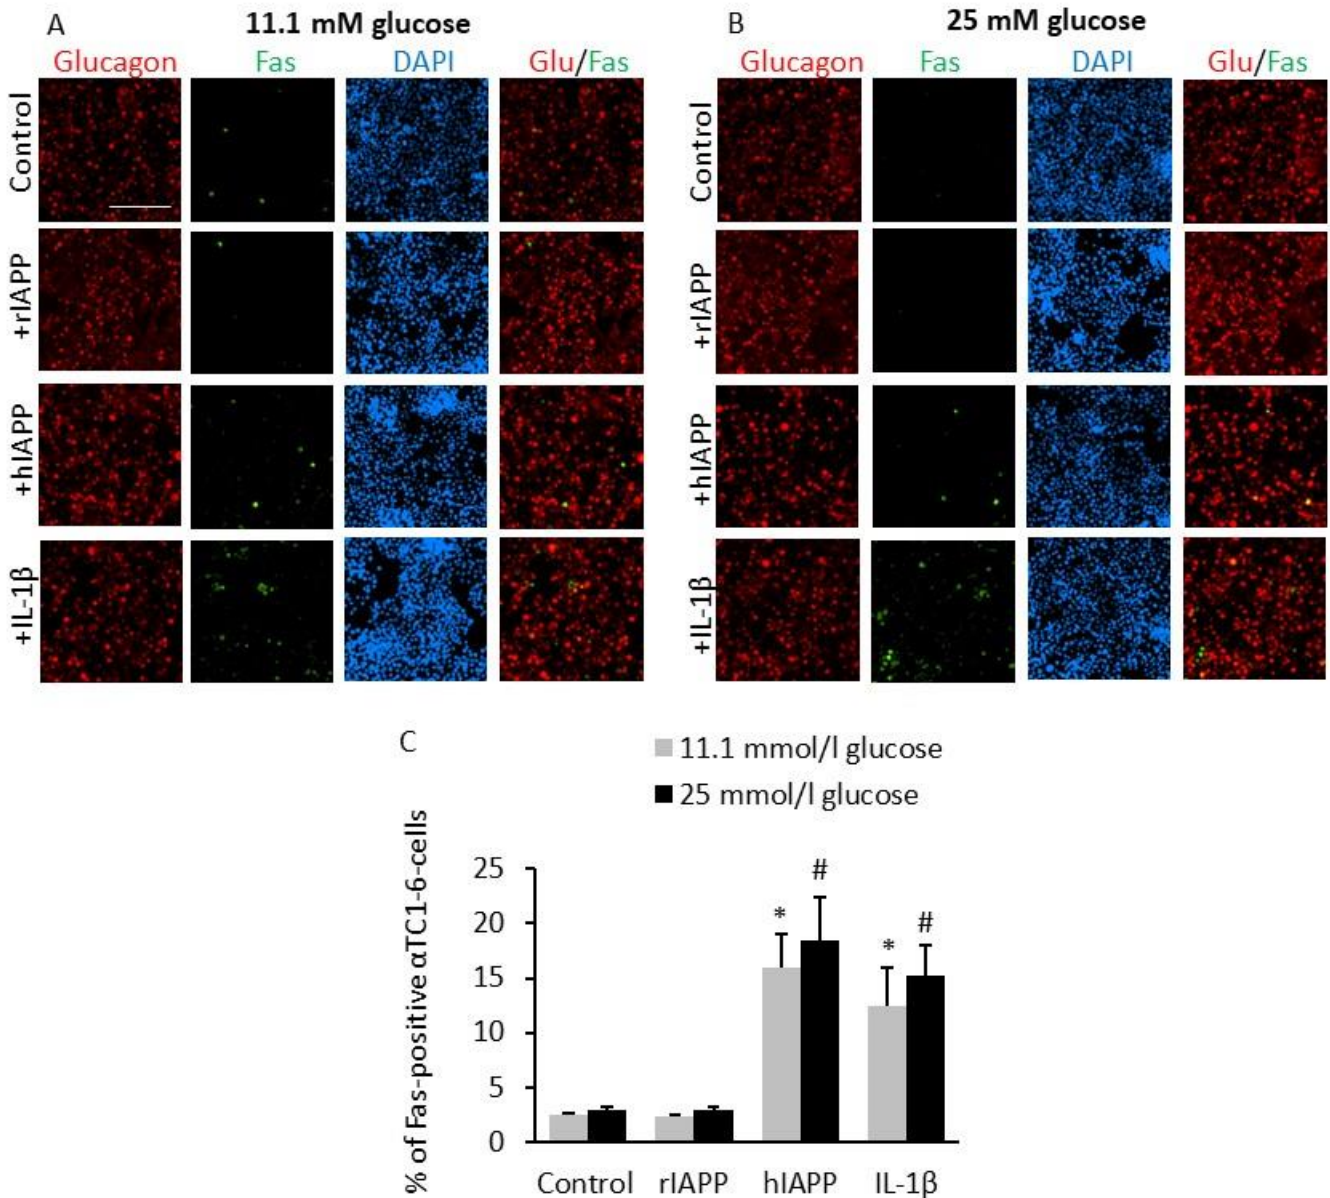 A
11.1 mM glucose
Glucagon Fas DAPI Glu/Fas
Control
+rIAPP
+hIAPP
+IL-1β
B
25 mM glucose
Glucagon Fas DAPI Glu/Fas
Control
+rIAPP
+hIAPP
+IL-1β
C
11.1 mmol/l glucose
25 mmol/l glucose
% of Fas-positive αTC1-6-cells
25
20
15
10
5
0
* #
* #
Control rIAPP hIAPP IL-1β